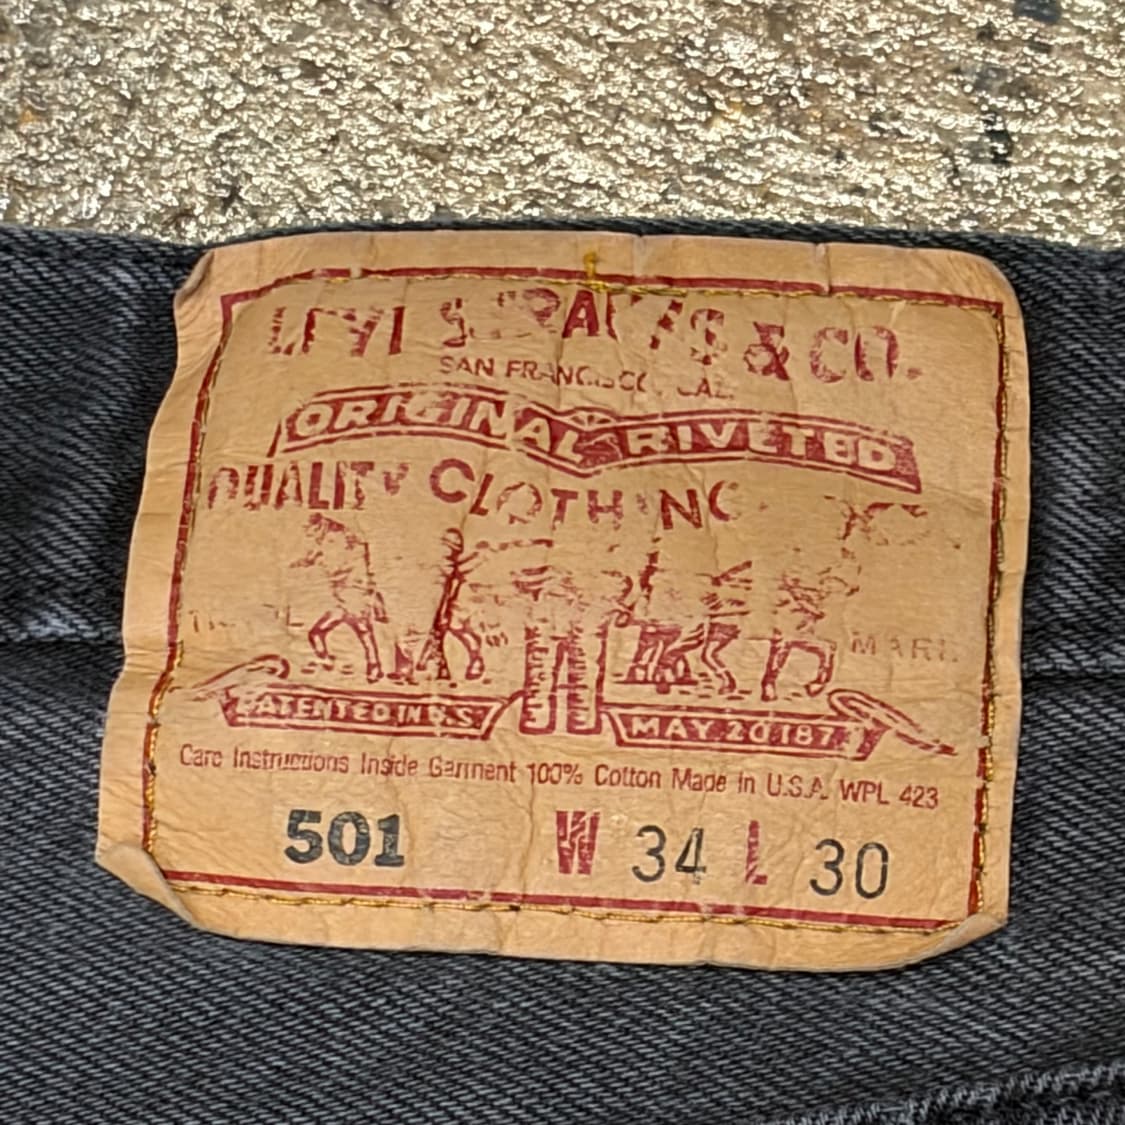 LEVI STRAUSS & CO.
SAN FRANCISCO, CAL.
ORIGINAL RIVETED
QUALITY CLOTHING
TRADE MARK
PATENTED IN U.S. MAY 20 1873
Care Instructions Inside Garment 100% Cotton Made in U.S.A. WPL 423
501 W 34 L 30